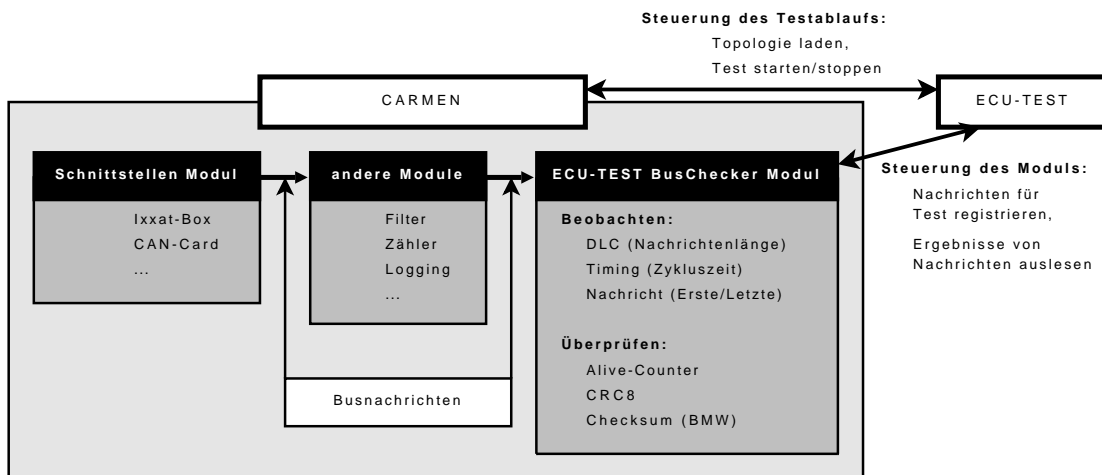 Steuerung des Testablaufs:
Topologie laden,
Test starten/stoppen
CARMEN
ECU-TEST
Schnittstellen Modul
Ixxat-Box
CAN-Card
...
andere Module
Filter
Zähler
Logging
...
ECU-TEST BusChecker Modul
Beobachten:
DLC (Nachrichtenlänge)
Timing (Zykluszeit)
Nachricht (Erste/Letzte)
Überprüfen:
Alive-Counter
CRC8
Checksum (BMW)
Steuerung des Moduls:
Nachrichten für
Test registrieren,
Ergebnisse von
Nachrichten auslesen
Busnachrichten